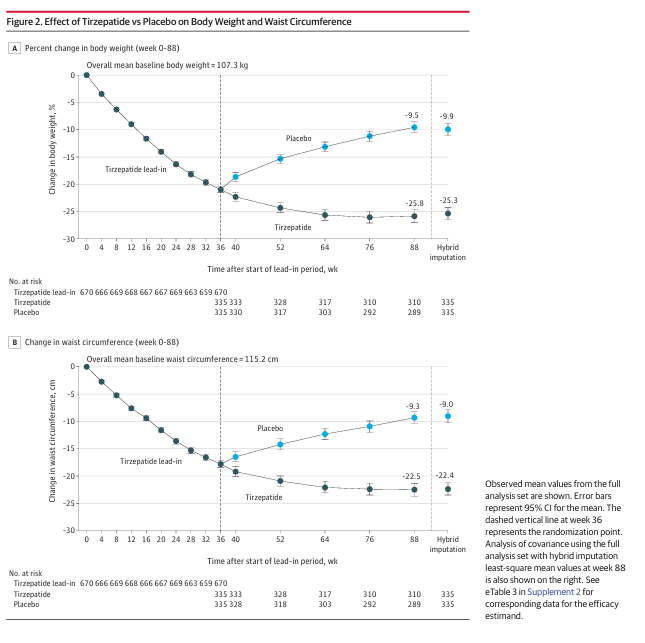 Figure 2. Effect of Tirzepatide vs Placebo on Body Weight and Waist Circumference
A Percent change in body weight (week 0-88)
Overall mean baseline body weight = 107.3 kg
Change in body weight, %
0
-5
-10
-15
-20
-25
-30
Tirzepatide lead-in
Placebo
Tirzepatide
-9.5
-9.9
-25.8
-25.3
0 4 8 12 16 20 24 28 32 36 40 52 64 76 88 Hybrid
imputation
Time after start of lead-in period, wk
No. at risk
Tirzepatide lead-in 670 666 669 668 667 667 669 663 659 670
Tirzepatide 335 333 328 317 310 310 335
Placebo 335 330 317 303 292 289 335
B Change in waist circumference (week 0-88)
Overall mean baseline waist circumference = 115.2 cm
Change in waist circumference, cm
0
-5
-10
-15
-20
-25
-30
Tirzepatide lead-in
Placebo
Tirzepatide
-9.3
-9.0
-22.5
-22.4
0 4 8 12 16 20 24 28 32 36 40 52 64 76 88 Hybrid
imputation
Time after start of lead-in period, wk
No. at risk
Tirzepatide lead-in 670 666 669 668 666 667 669 663 659 670
Tirzepatide 335 333 328 317 310 310 335
Placebo 335 328 318 303 292 289 335
Observed mean values from the full
analysis set are shown. Error bars
represent 95% CI for the mean. The
dashed vertical line at week 36
represents the randomization point.
Analysis of covariance using the full
analysis set with hybrid imputation
least-square mean values at week 88
is also shown on the right. See
eTable 3 in Supplement 2 for
corresponding data for the efficacy
estimand.